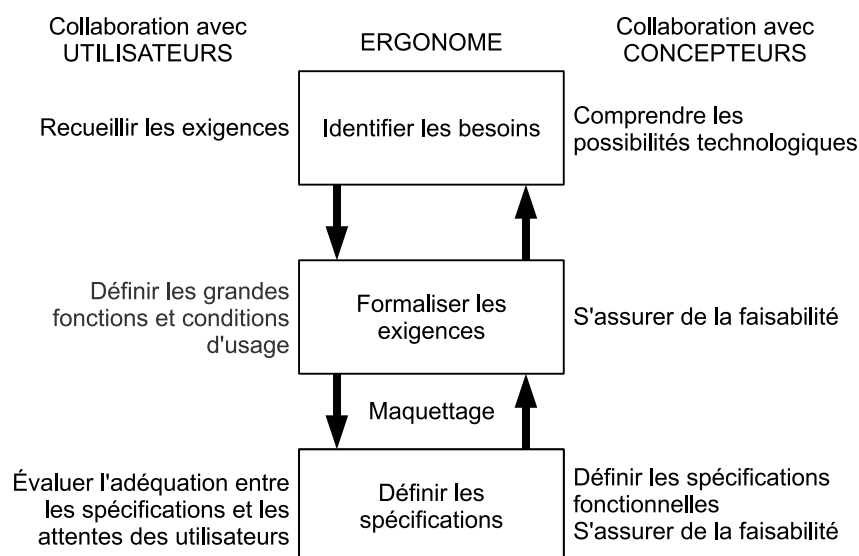 Collaboration avec
UTILISATEURS
ERGONOME
Collaboration avec
CONCEPTEURS
Recueillir les exigences
Identifier les besoins
Comprendre les
possibilités technologiques
Définir les grandes
fonctions et conditions
d'usage
Formaliser les
exigences
S'assurer de la faisabilité
Maquettage
Évaluer l'adéquation entre
les spécifications et les
attentes des utilisateurs
Définir les
spécifications
Définir les spécifications
fonctionnelles
S'assurer de la faisabilité